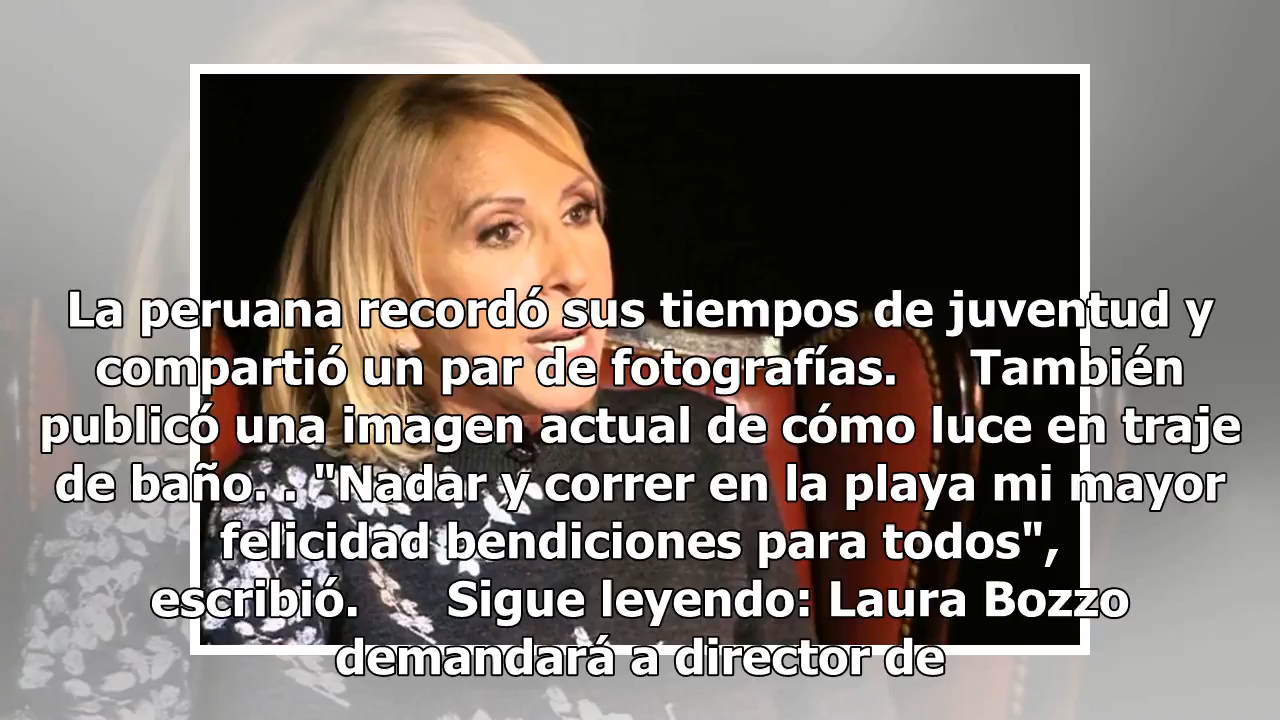 La peruana recordó sus tiempos de juventud y
compartió un par de fotografías. También
publicó una imagen actual de cómo luce en traje
de baño. . "Nadar y correr en la playa mi mayor
felicidad bendiciones para todos",
escribió. Sigue leyendo: Laura Bozzo
demandará a director de